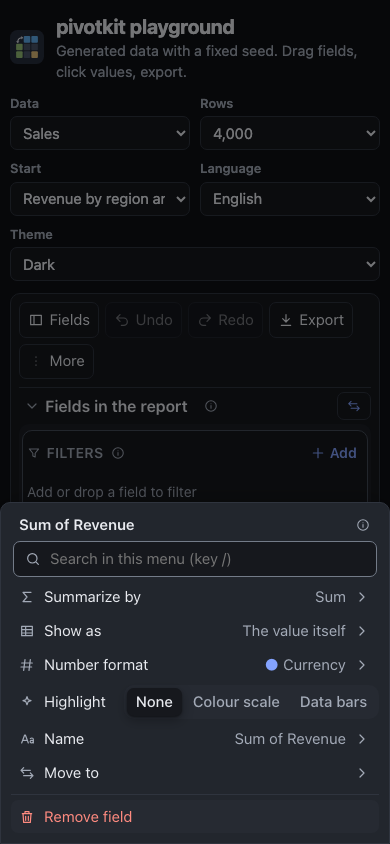 pivotkit playground
Generated data with a fixed seed. Drag fields,
click values, export.
Data
Rows
Sales
4,000
Start
Language
Revenue by region ar
English
Theme
Dark
Fields
Undo
Redo
Export
More
Fields in the report
FILTERS
+ Add
Add or drop a field to filter
Sum of Revenue
Search in this menu (key /)
Summarize by
Sum
Show as
The value itself
Number format
Currency
Highlight
None
Colour scale
Data bars
Aa
Name
Sum of Revenue
Move to
Remove field